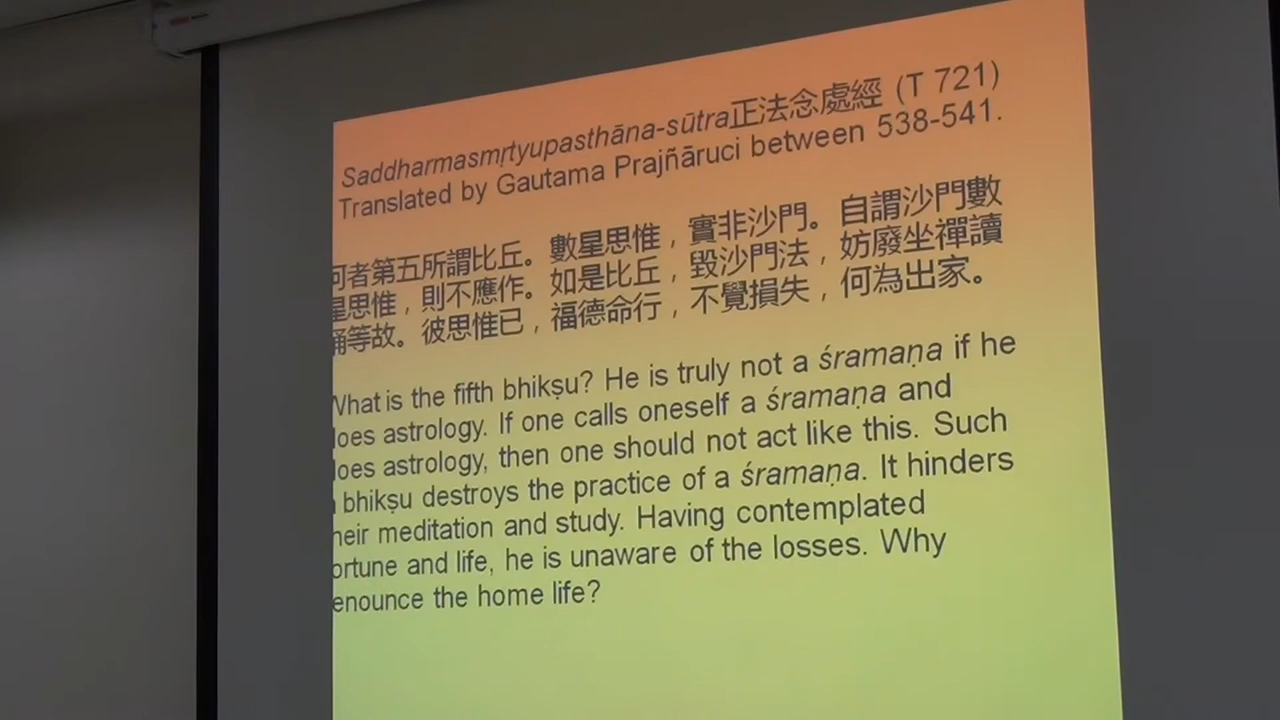 Saddharmasmṛtyupasthāna-sūtra正法念處經 (T 721)
Translated by Gautama Prajñāruci between 538-541.
何者第五所謂比丘。數星思惟，實非沙門。自謂沙門數
星思惟，則不應作。如是比丘，毀沙門法，妨廢坐禪讀
誦等故。彼思惟已，福德命行，不覺損失，何為出家。
What is the fifth bhikṣu? He is truly not a śramaṇa if he
does astrology. If one calls oneself a śramaṇa and
does astrology, then one should not act like this. Such
a bhikṣu destroys the practice of a śramaṇa. It hinders
their meditation and study. Having contemplated
fortune and life, he is unaware of the losses. Why
renounce the home life?